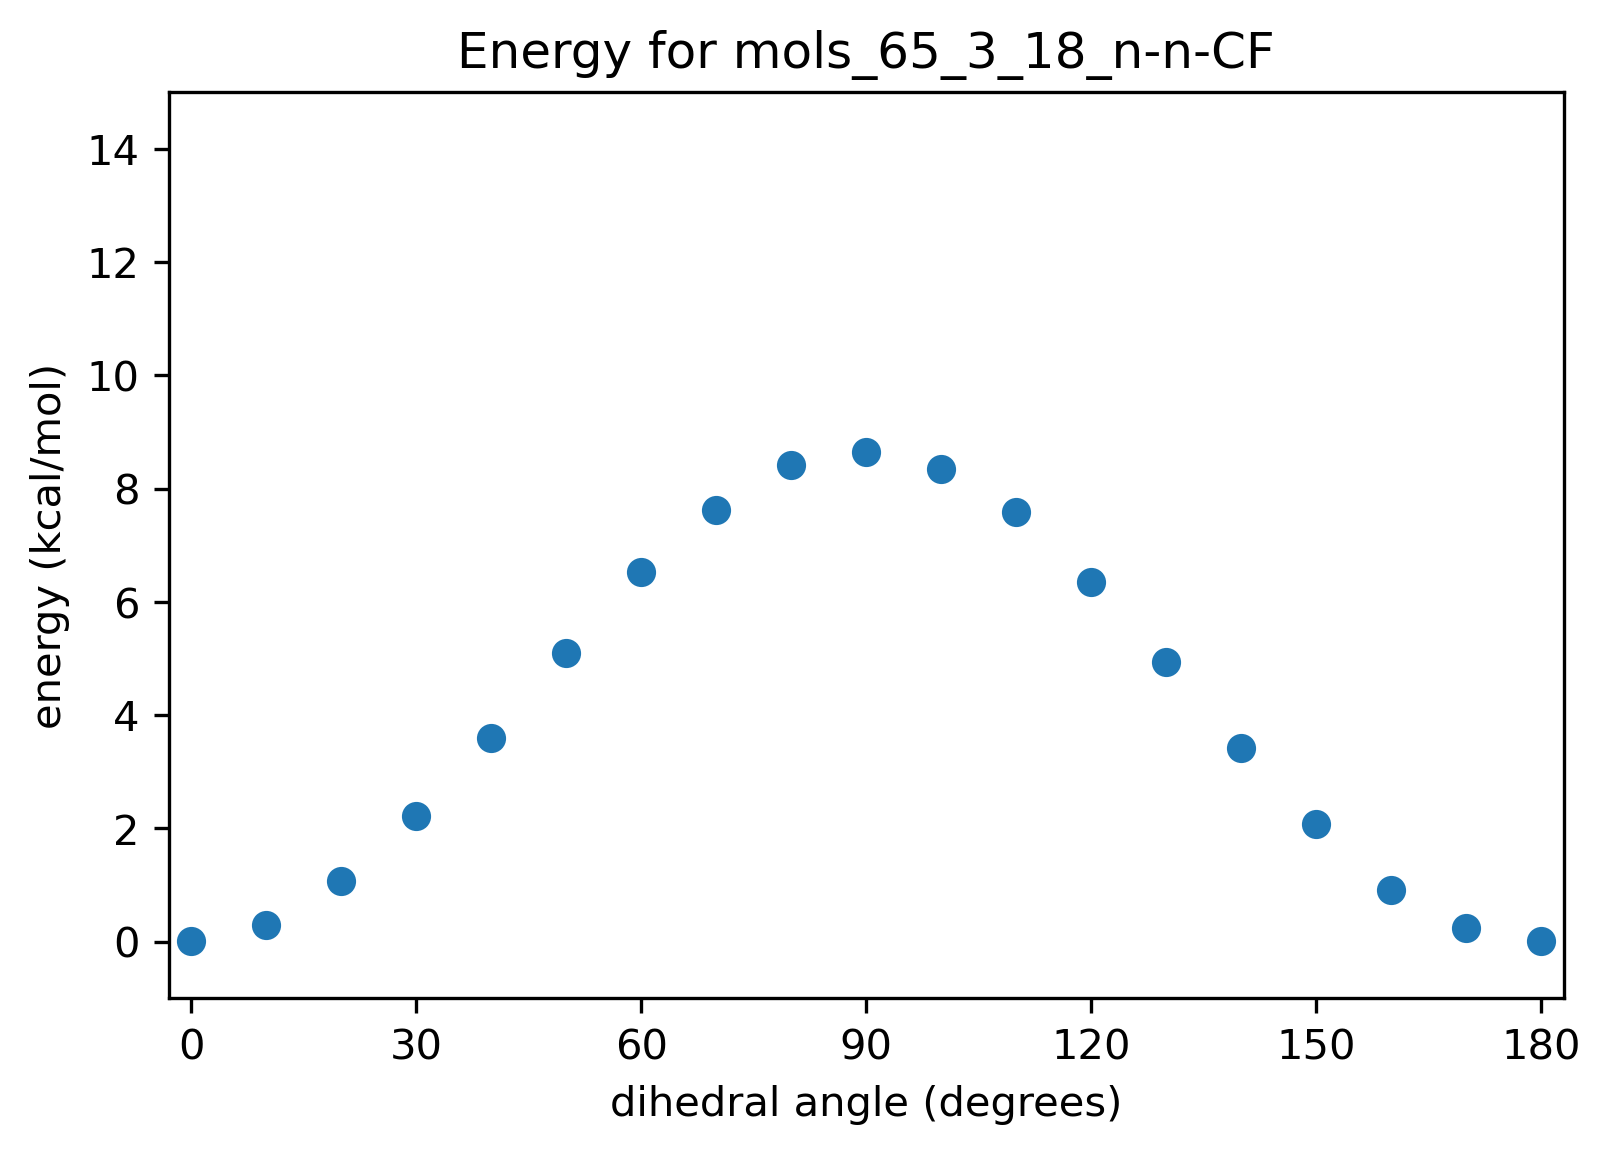 Energy for mols_65_3_18_n-n-CF
14
12
10
8
6
4
2
0
energy (kcal/mol)
0 30 60 90 120 150 180
dihedral angle (degrees)